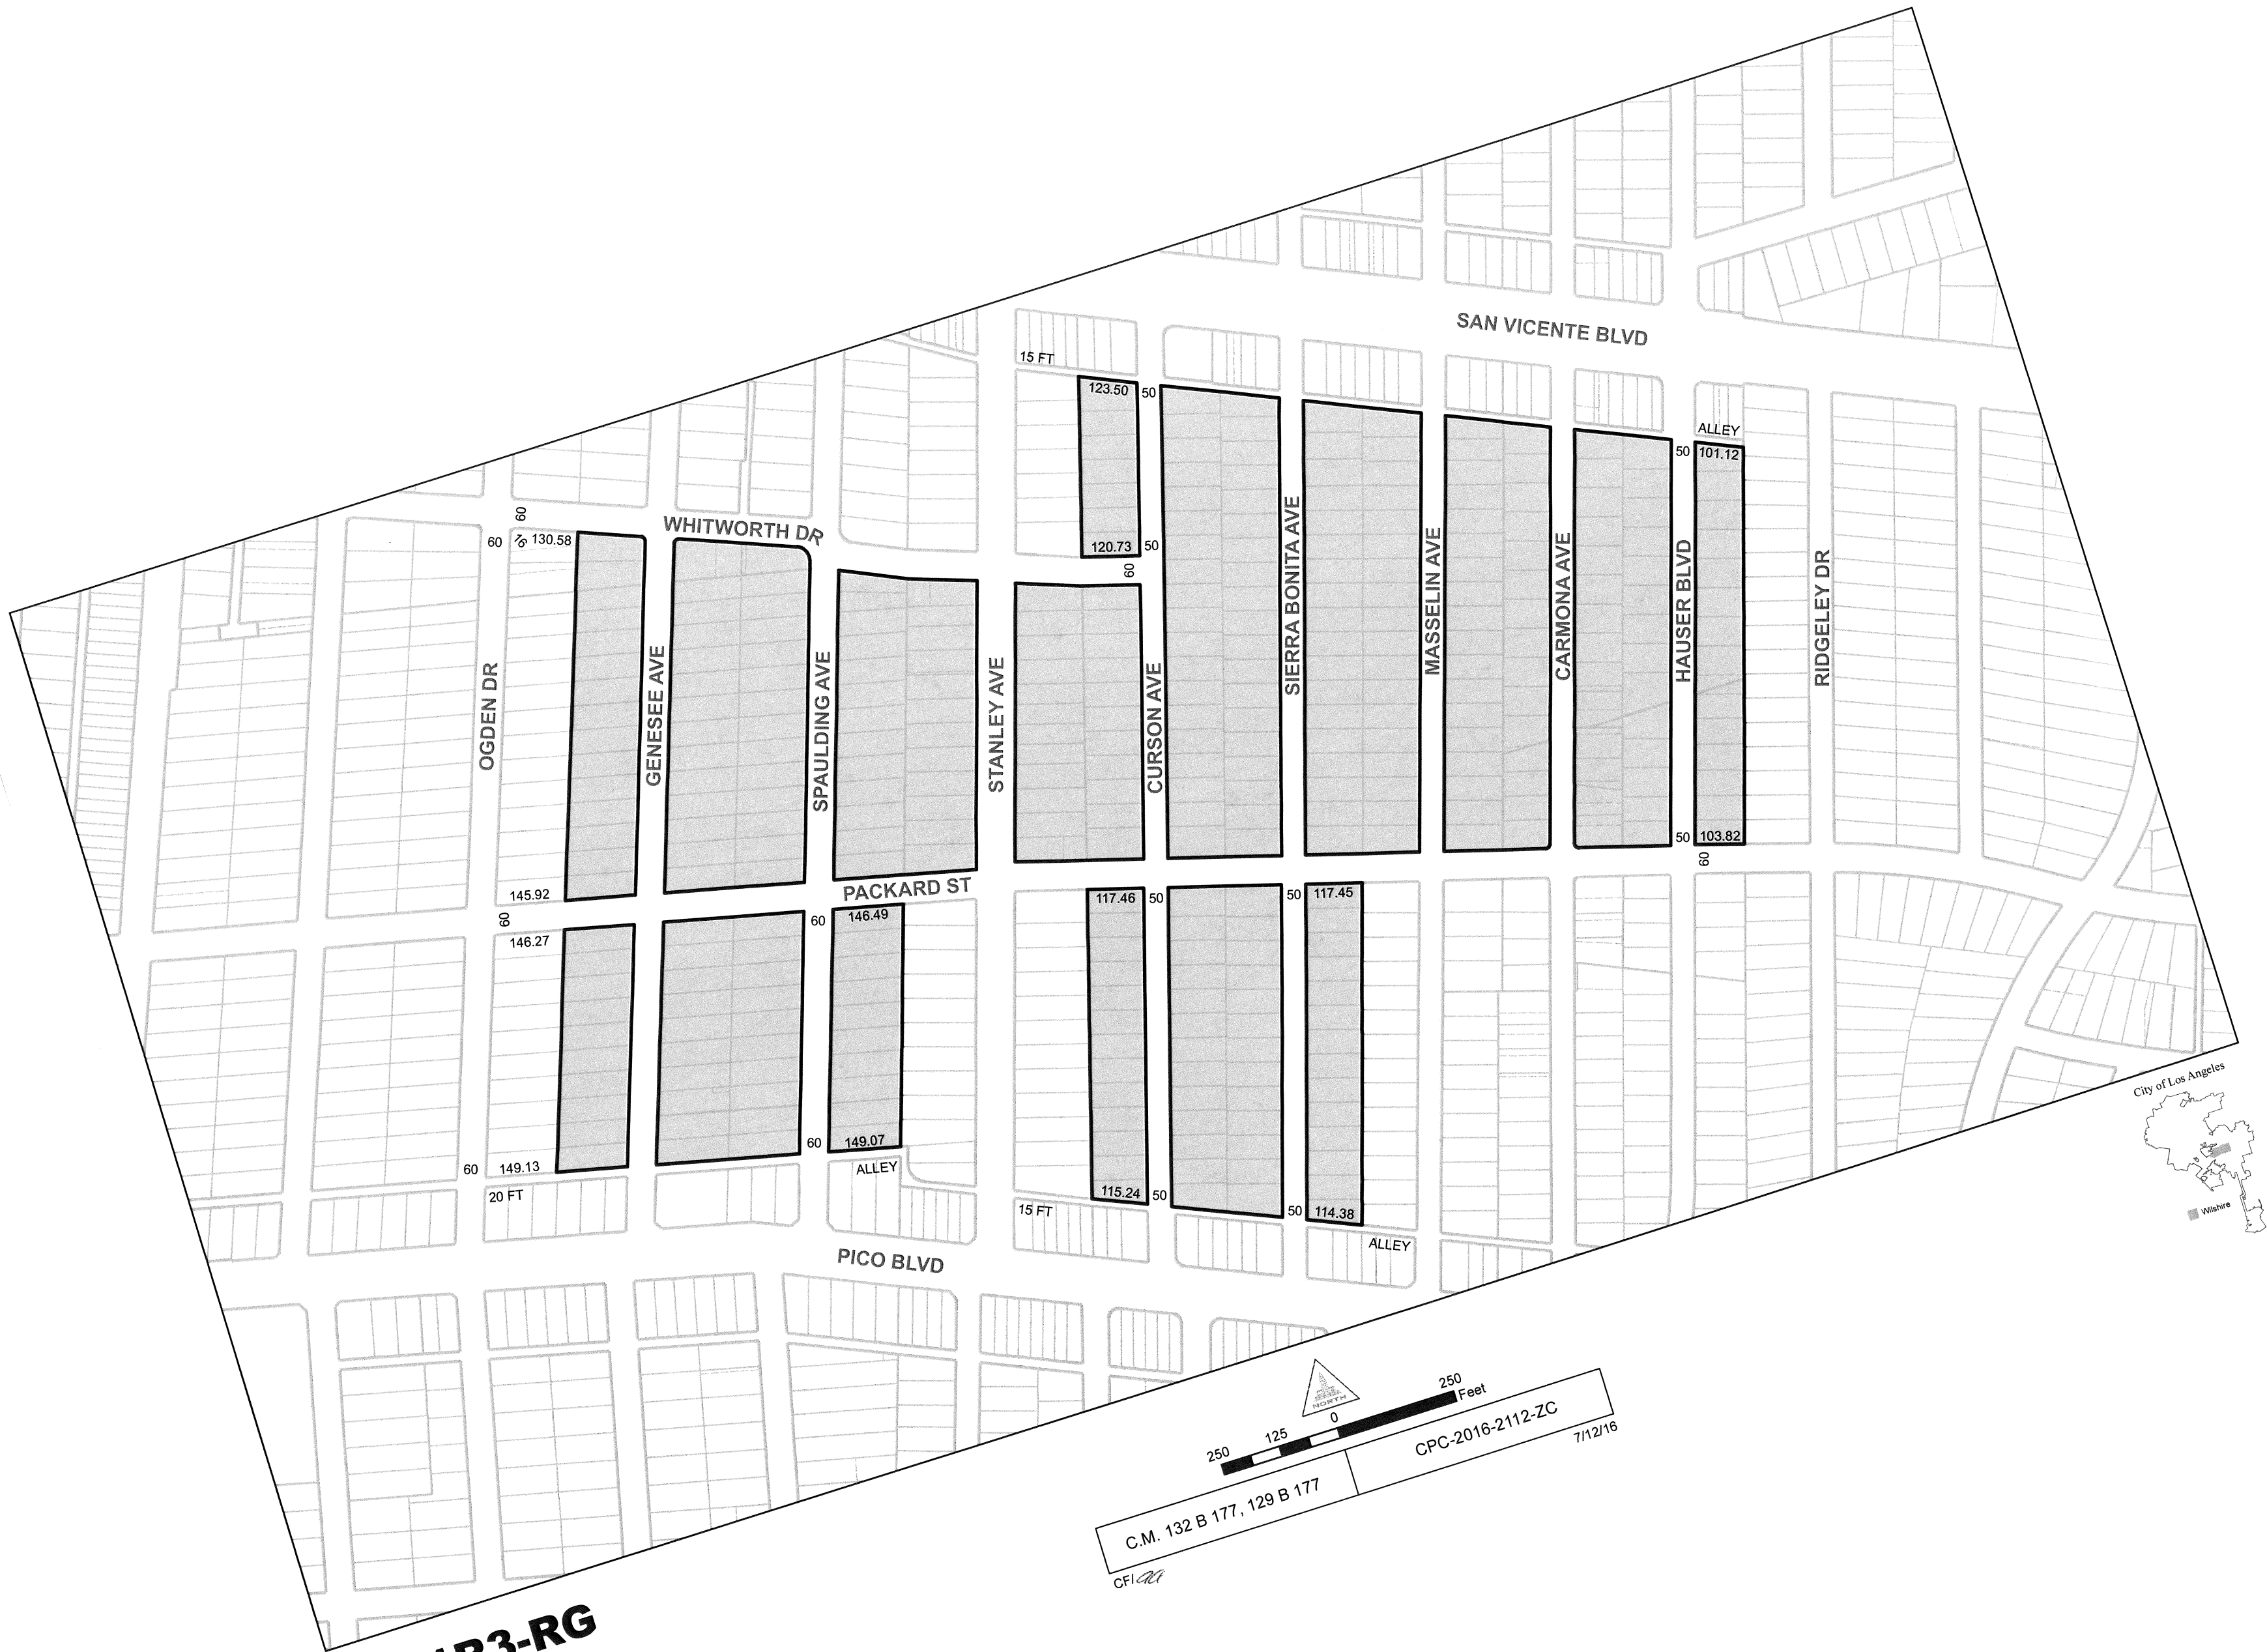 SAN VICENTE BLVD
15 FT
123.50
50
ALLEY
50
101.12
60
WHITWORTH DR
60
15
130.58
120.73
50
60
OGDEN DR
GENESEE AVE
SPAULDING AVE
STANLEY AVE
CURSON AVE
SIERRA BONITA AVE
MASSELIN AVE
CARMONA AVE
HAUSER BLVD
RIDGELEY DR
50
103.82
60
145.92
PACKARD ST
117.46
50
50
117.45
60
60
146.49
146.27
60
149.07
60
149.13
ALLEY
20 FT
115.24
50
15 FT
50
114.38
ALLEY
PICO BLVD
City of Los Angeles
Wilshire
NORTH
250
125
0
250
Feet
C.M. 132 B 177, 129 B 177
CPC-2016-2112-ZC
CF/
7/12/16
R3-RG